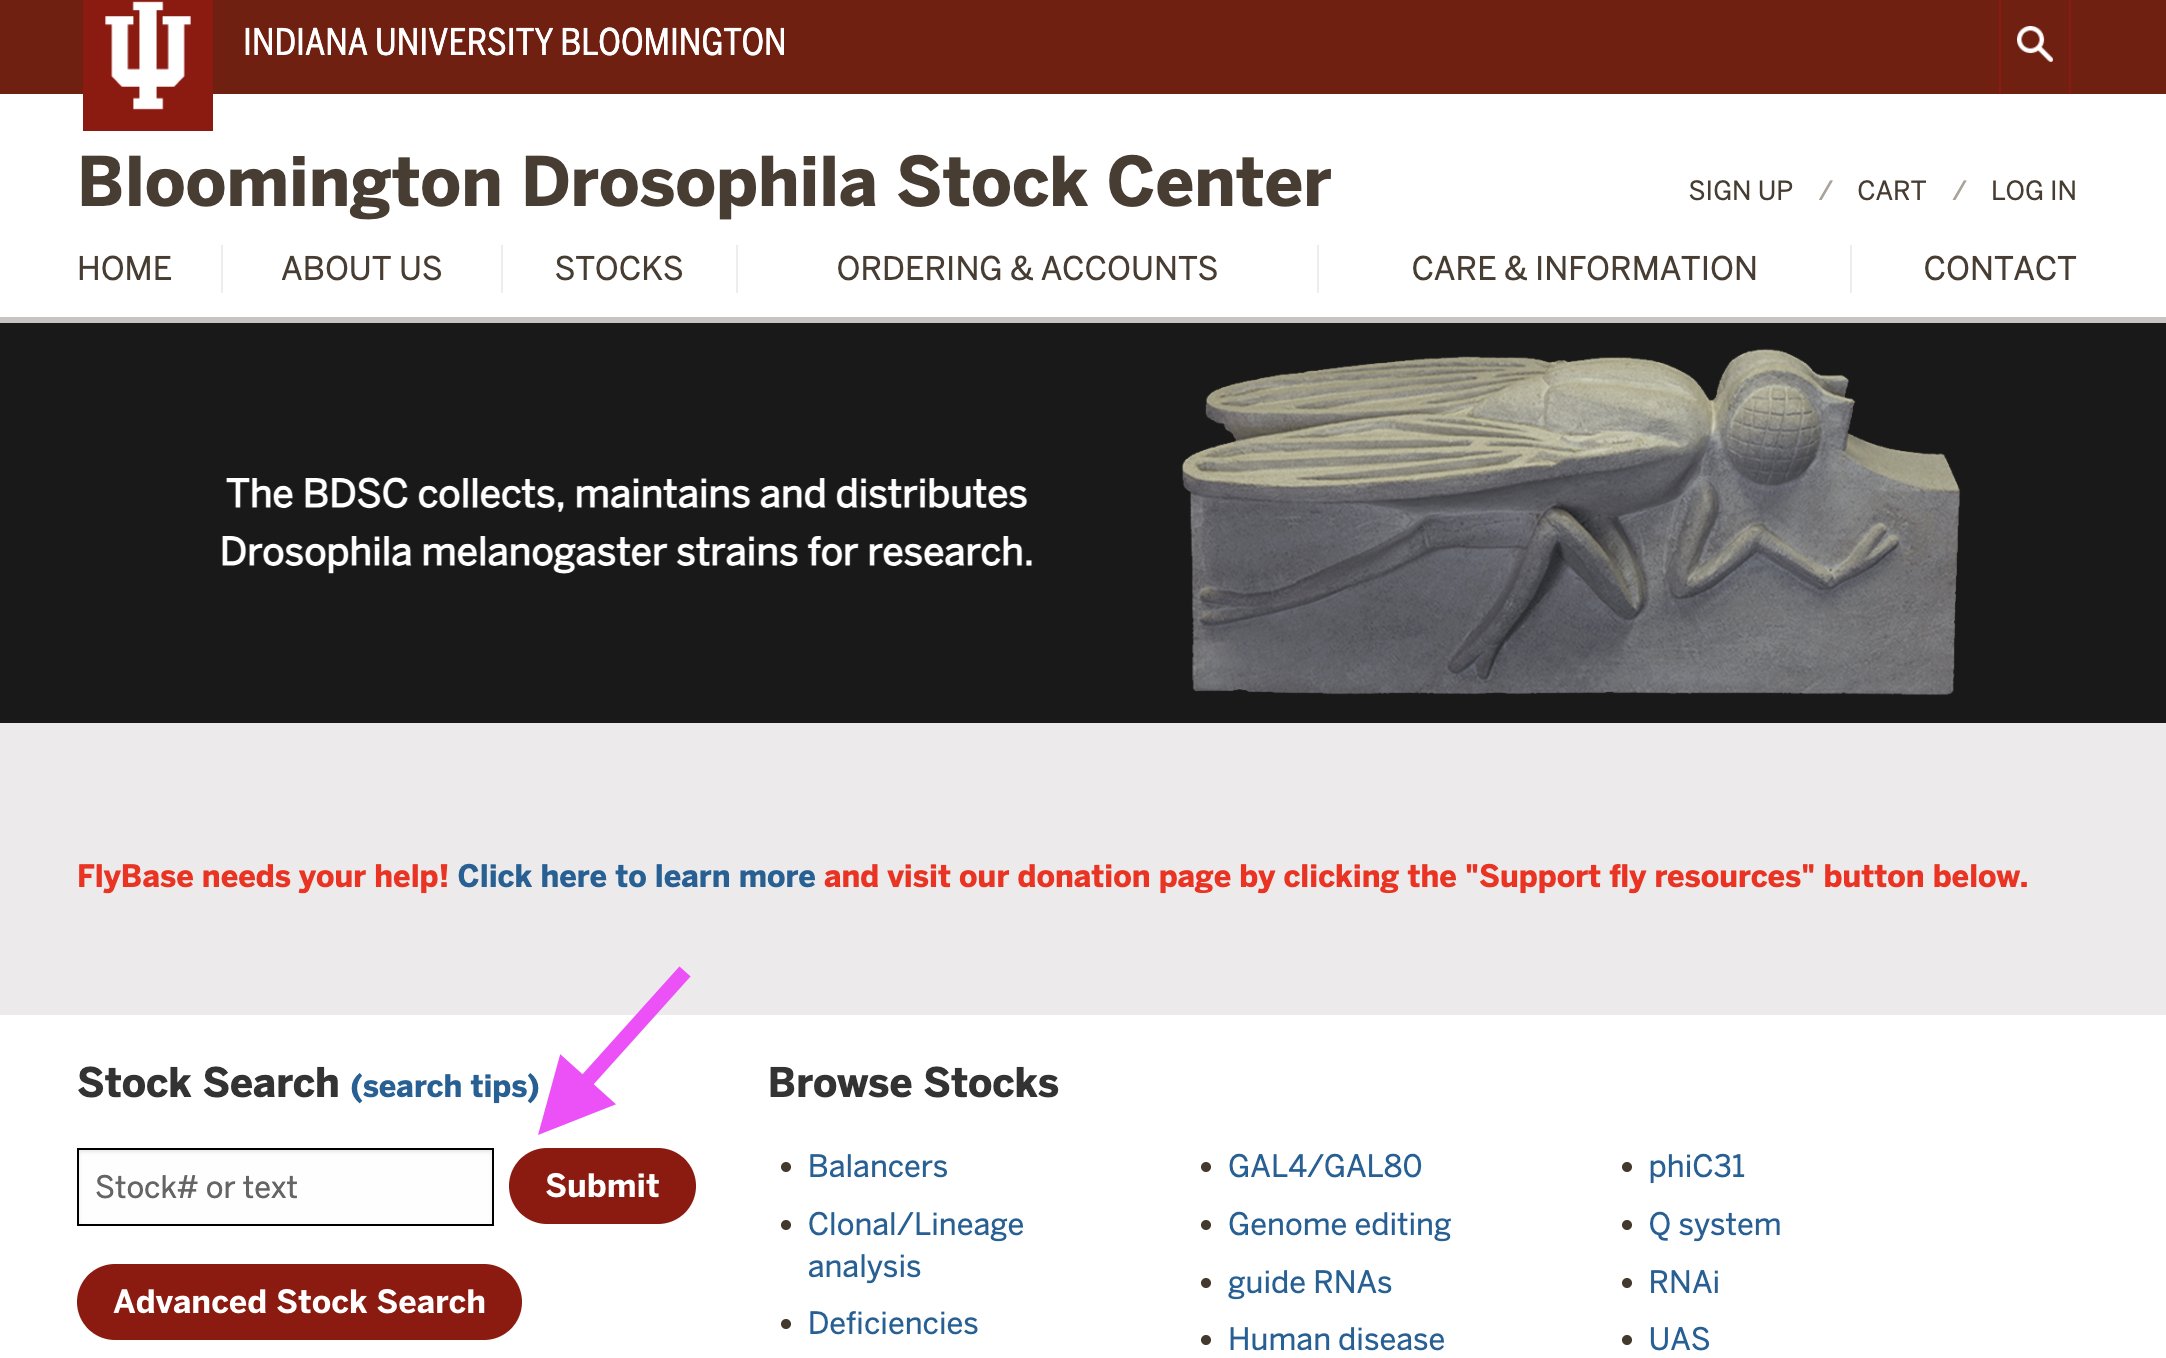 INDIANA UNIVERSITY BLOOMINGTON
Bloomington Drosophila Stock Center
SIGN UP / CART / LOG IN
HOME ABOUT US STOCKS ORDERING & ACCOUNTS CARE & INFORMATION CONTACT
The BDSC collects, maintains and distributes
Drosophila melanogaster strains for research.
FlyBase needs your help! Click here to learn more and visit our donation page by clicking the "Support fly resources" button below.
Stock Search (search tips)
Stock# or text
Submit
Advanced Stock Search
Browse Stocks
Balancers
Clonal/Lineage
analysis
Deficiencies
GAL4/GAL80
Genome editing
guide RNAs
Human disease
phiC31
Q system
RNAi
UAS